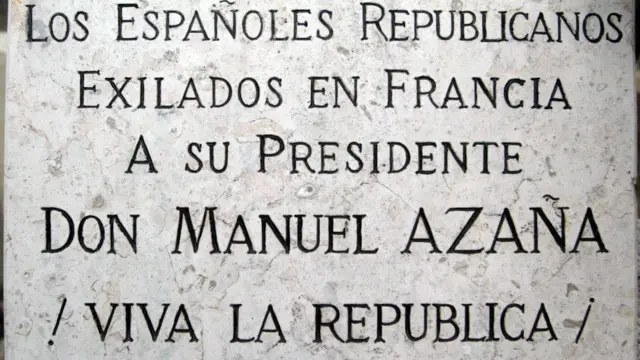 LOS ESPAÑOLES REPUBLICANOS
EXILADOS EN FRANCIA
A SU PRESIDENTE
DON MANUEL AZAÑA
! VIVA LA REPUBLICA ¡